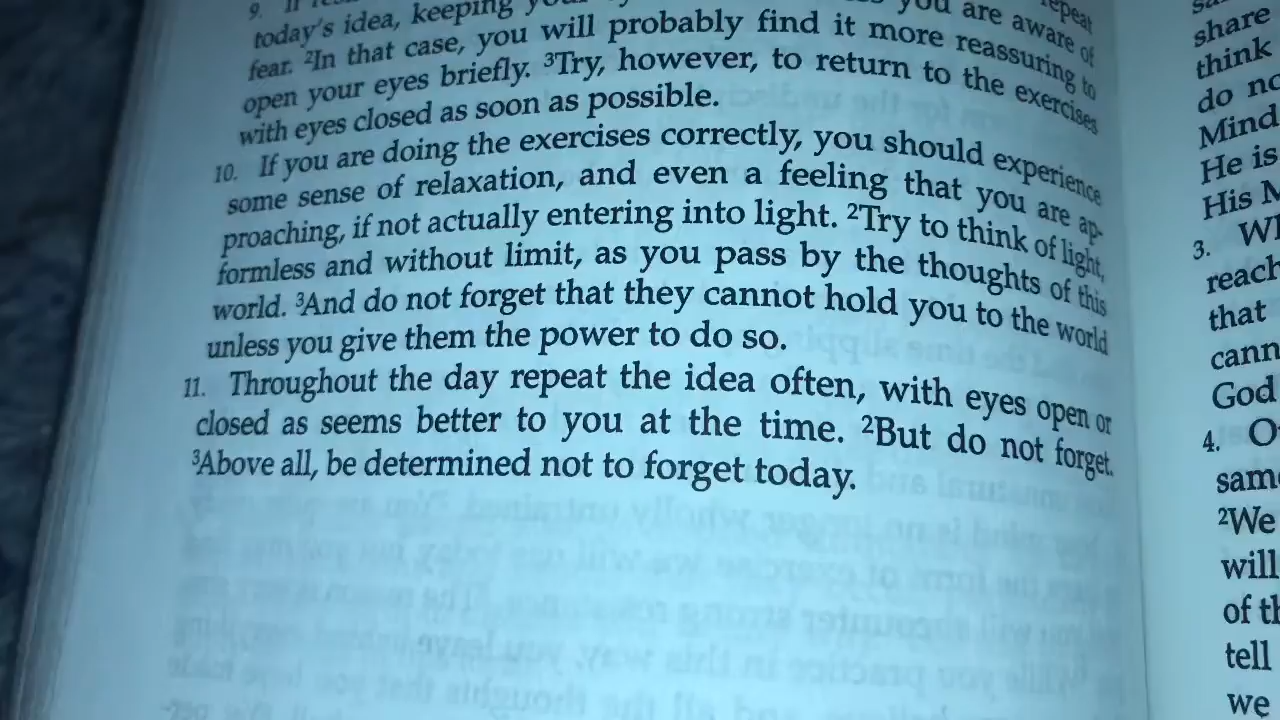 9.
today's idea, keeping you are aware of
fear. ²In that case, you will probably find it more reassuring to
open your eyes briefly. ³Try, however, to return to the exercises
with eyes closed as soon as possible.
10. If you are doing the exercises correctly, you should experience
some sense of relaxation, and even a feeling that you are ap-
proaching, if not actually entering into light. ²Try to think of light,
formless and without limit, as you pass by the thoughts of this
world. ³And do not forget that they cannot hold you to the world
unless you give them the power to do so.
11. Throughout the day repeat the idea often, with eyes open or
closed as seems better to you at the time. ²But do not forget.
³Above all, be determined not to forget today.
share
think
do
Mind
He is
His
3.
reach
that
God
4.
same
²We
will
of
tell
we